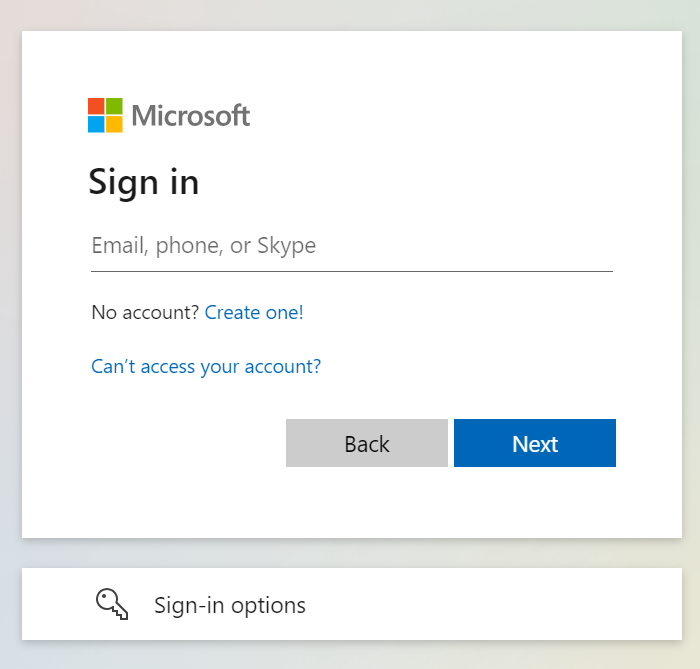 Microsoft
Sign in
Email, phone, or Skype
No account? Create one!
Can’t access your account?
Back Next
Sign-in options